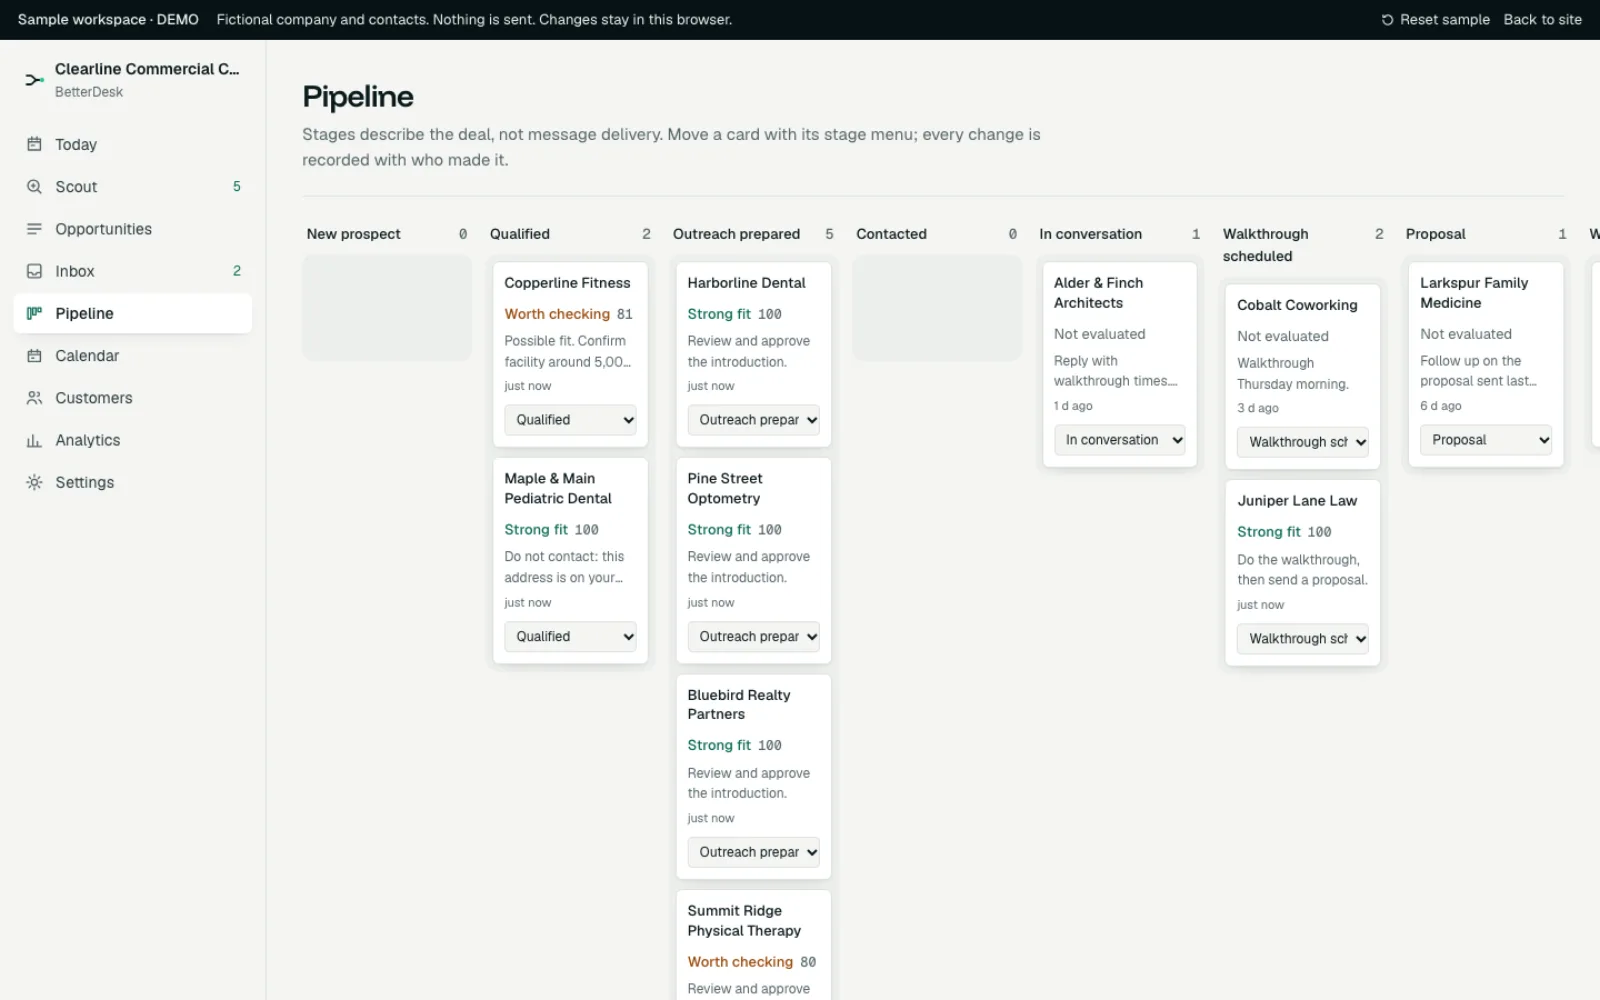 Sample workspace · DEMO Fictional company and contacts. Nothing is sent. Changes stay in this browser. Reset sample Back to site
Clearline Commercial C...
BetterDesk
Today
Scout 5
Opportunities
Inbox 2
Pipeline
Calendar
Customers
Analytics
Settings
Pipeline
Stages describe the deal, not message delivery. Move a card with its stage menu; every change is
recorded with who made it.
New prospect 0
Qualified 2
Copperline Fitness
Worth checking 81
Possible fit. Confirm
facility around 5,00...
just now
Qualified
Maple & Main
Pediatric Dental
Strong fit 100
Do not contact: this
address is on your...
just now
Qualified
Outreach prepared 5
Harborline Dental
Strong fit 100
Review and approve
the introduction.
just now
Outreach prepar
Pine Street
Optometry
Strong fit 100
Review and approve
the introduction.
just now
Outreach prepar
Bluebird Realty
Partners
Strong fit 100
Review and approve
the introduction.
just now
Outreach prepar
Summit Ridge
Physical Therapy
Worth checking 80
Review and approve
Contacted 0
In conversation 1
Alder & Finch
Architects
Not evaluated
Reply with
walkthrough times....
1 d ago
In conversation
Walkthrough 2
scheduled
Cobalt Coworking
Not evaluated
Walkthrough
Thursday morning.
3 d ago
Walkthrough sch
Juniper Lane Law
Strong fit 100
Do the walkthrough,
then send a proposal.
just now
Walkthrough sch
Proposal 1
Larkspur Family
Medicine
Not evaluated
Follow up on the
proposal sent last...
6 d ago
Proposal
W